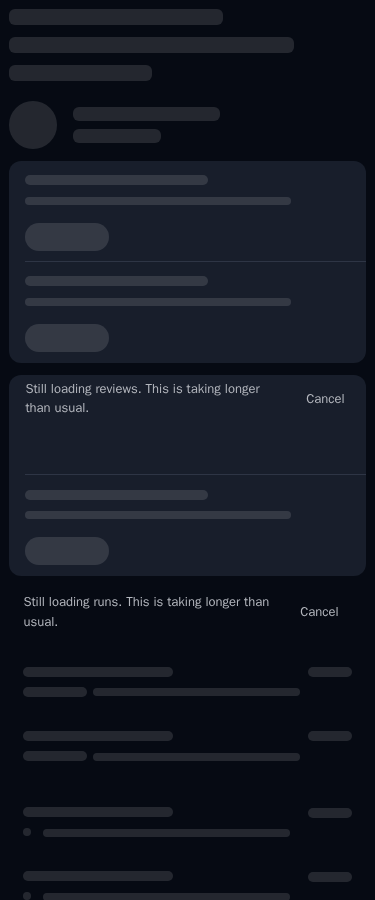 Still loading reviews. This is taking longer
than usual.
Cancel
Still loading runs. This is taking longer than
usual.
Cancel